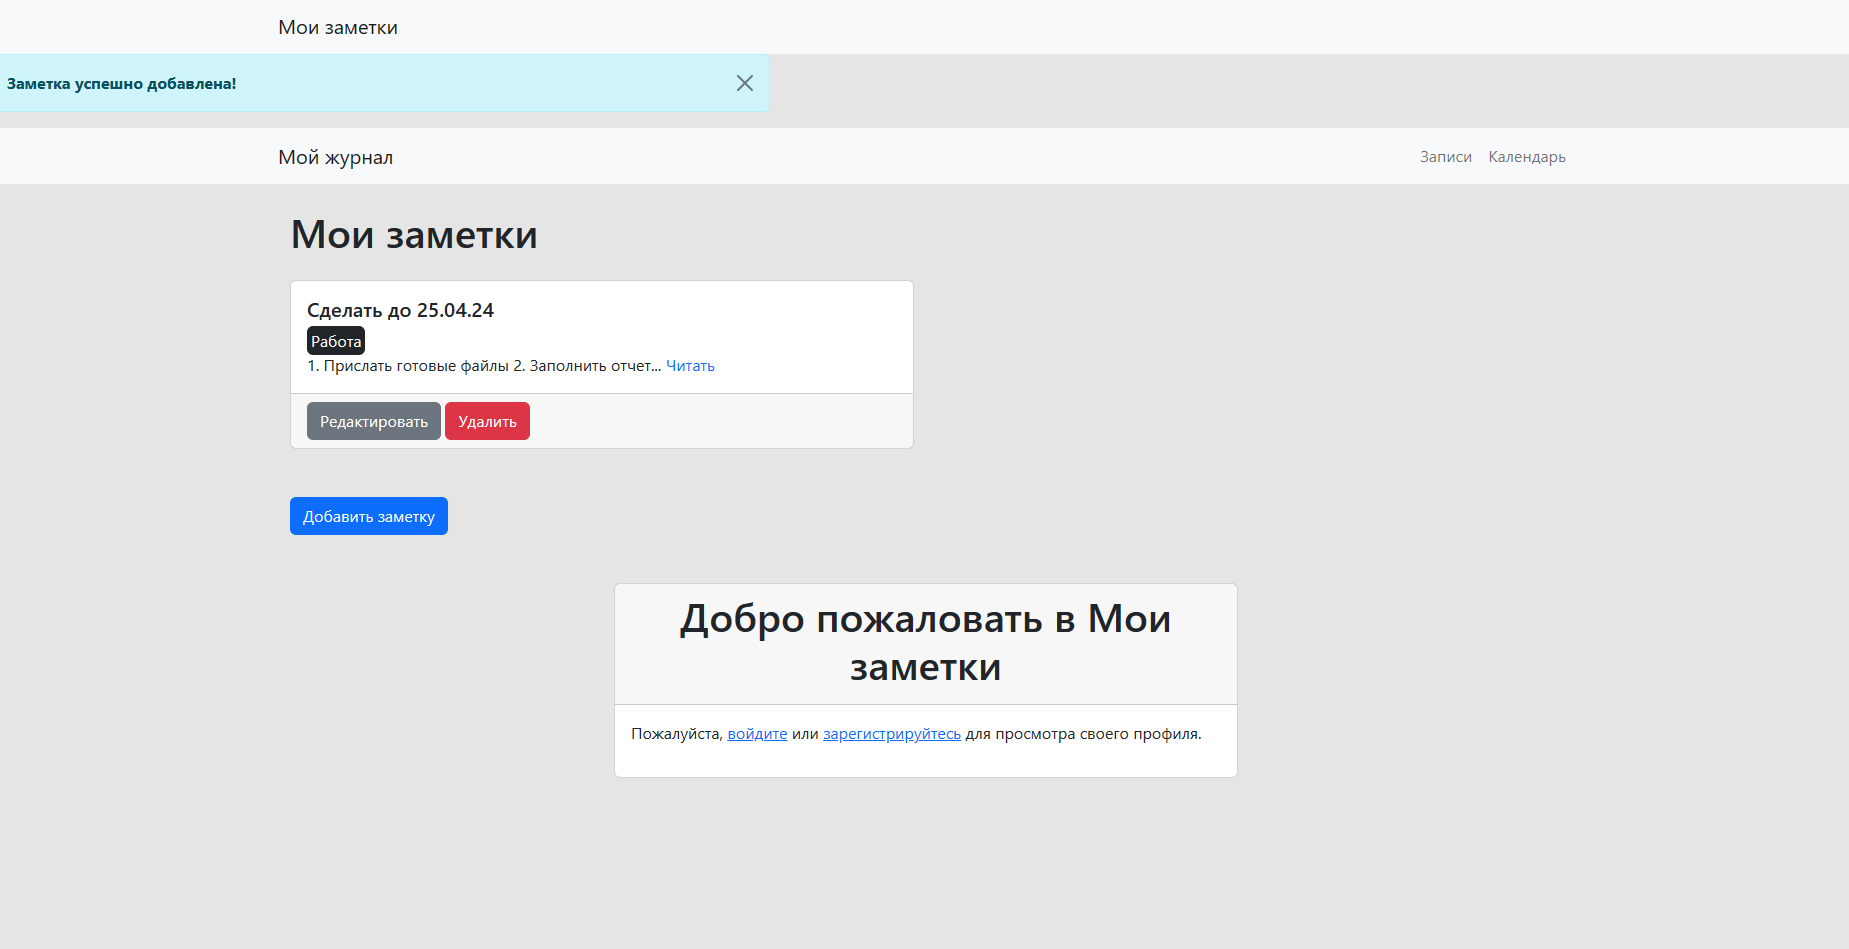 Мои заметки
Заметка успешно добавлена!
Мой журнал
Записи Календарь
Мои заметки
Сделать до 25.04.24
Работа
1. Прислать готовые файлы 2. Заполнить отчет... Читать
Редактировать Удалить
Добавить заметку
Добро пожаловать в Мои
заметки
Пожалуйста, войдите или зарегистрируйтесь для просмотра своего профиля.